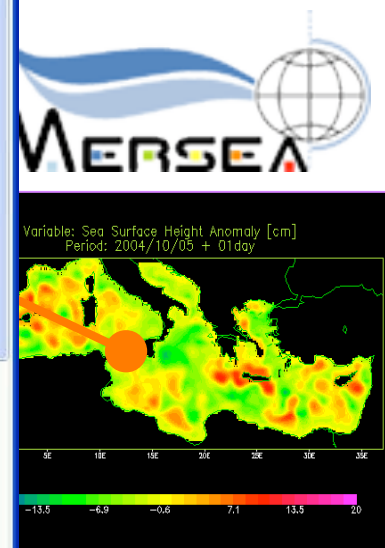 MERSEA
Variable: Sea Surface Height Anomaly [cm]
Period: 2004/10/05 + 01day
5E 10E 15E 20E 25E 30E 35E
-13.5 -6.9 -0.6 7.1 13.5 20